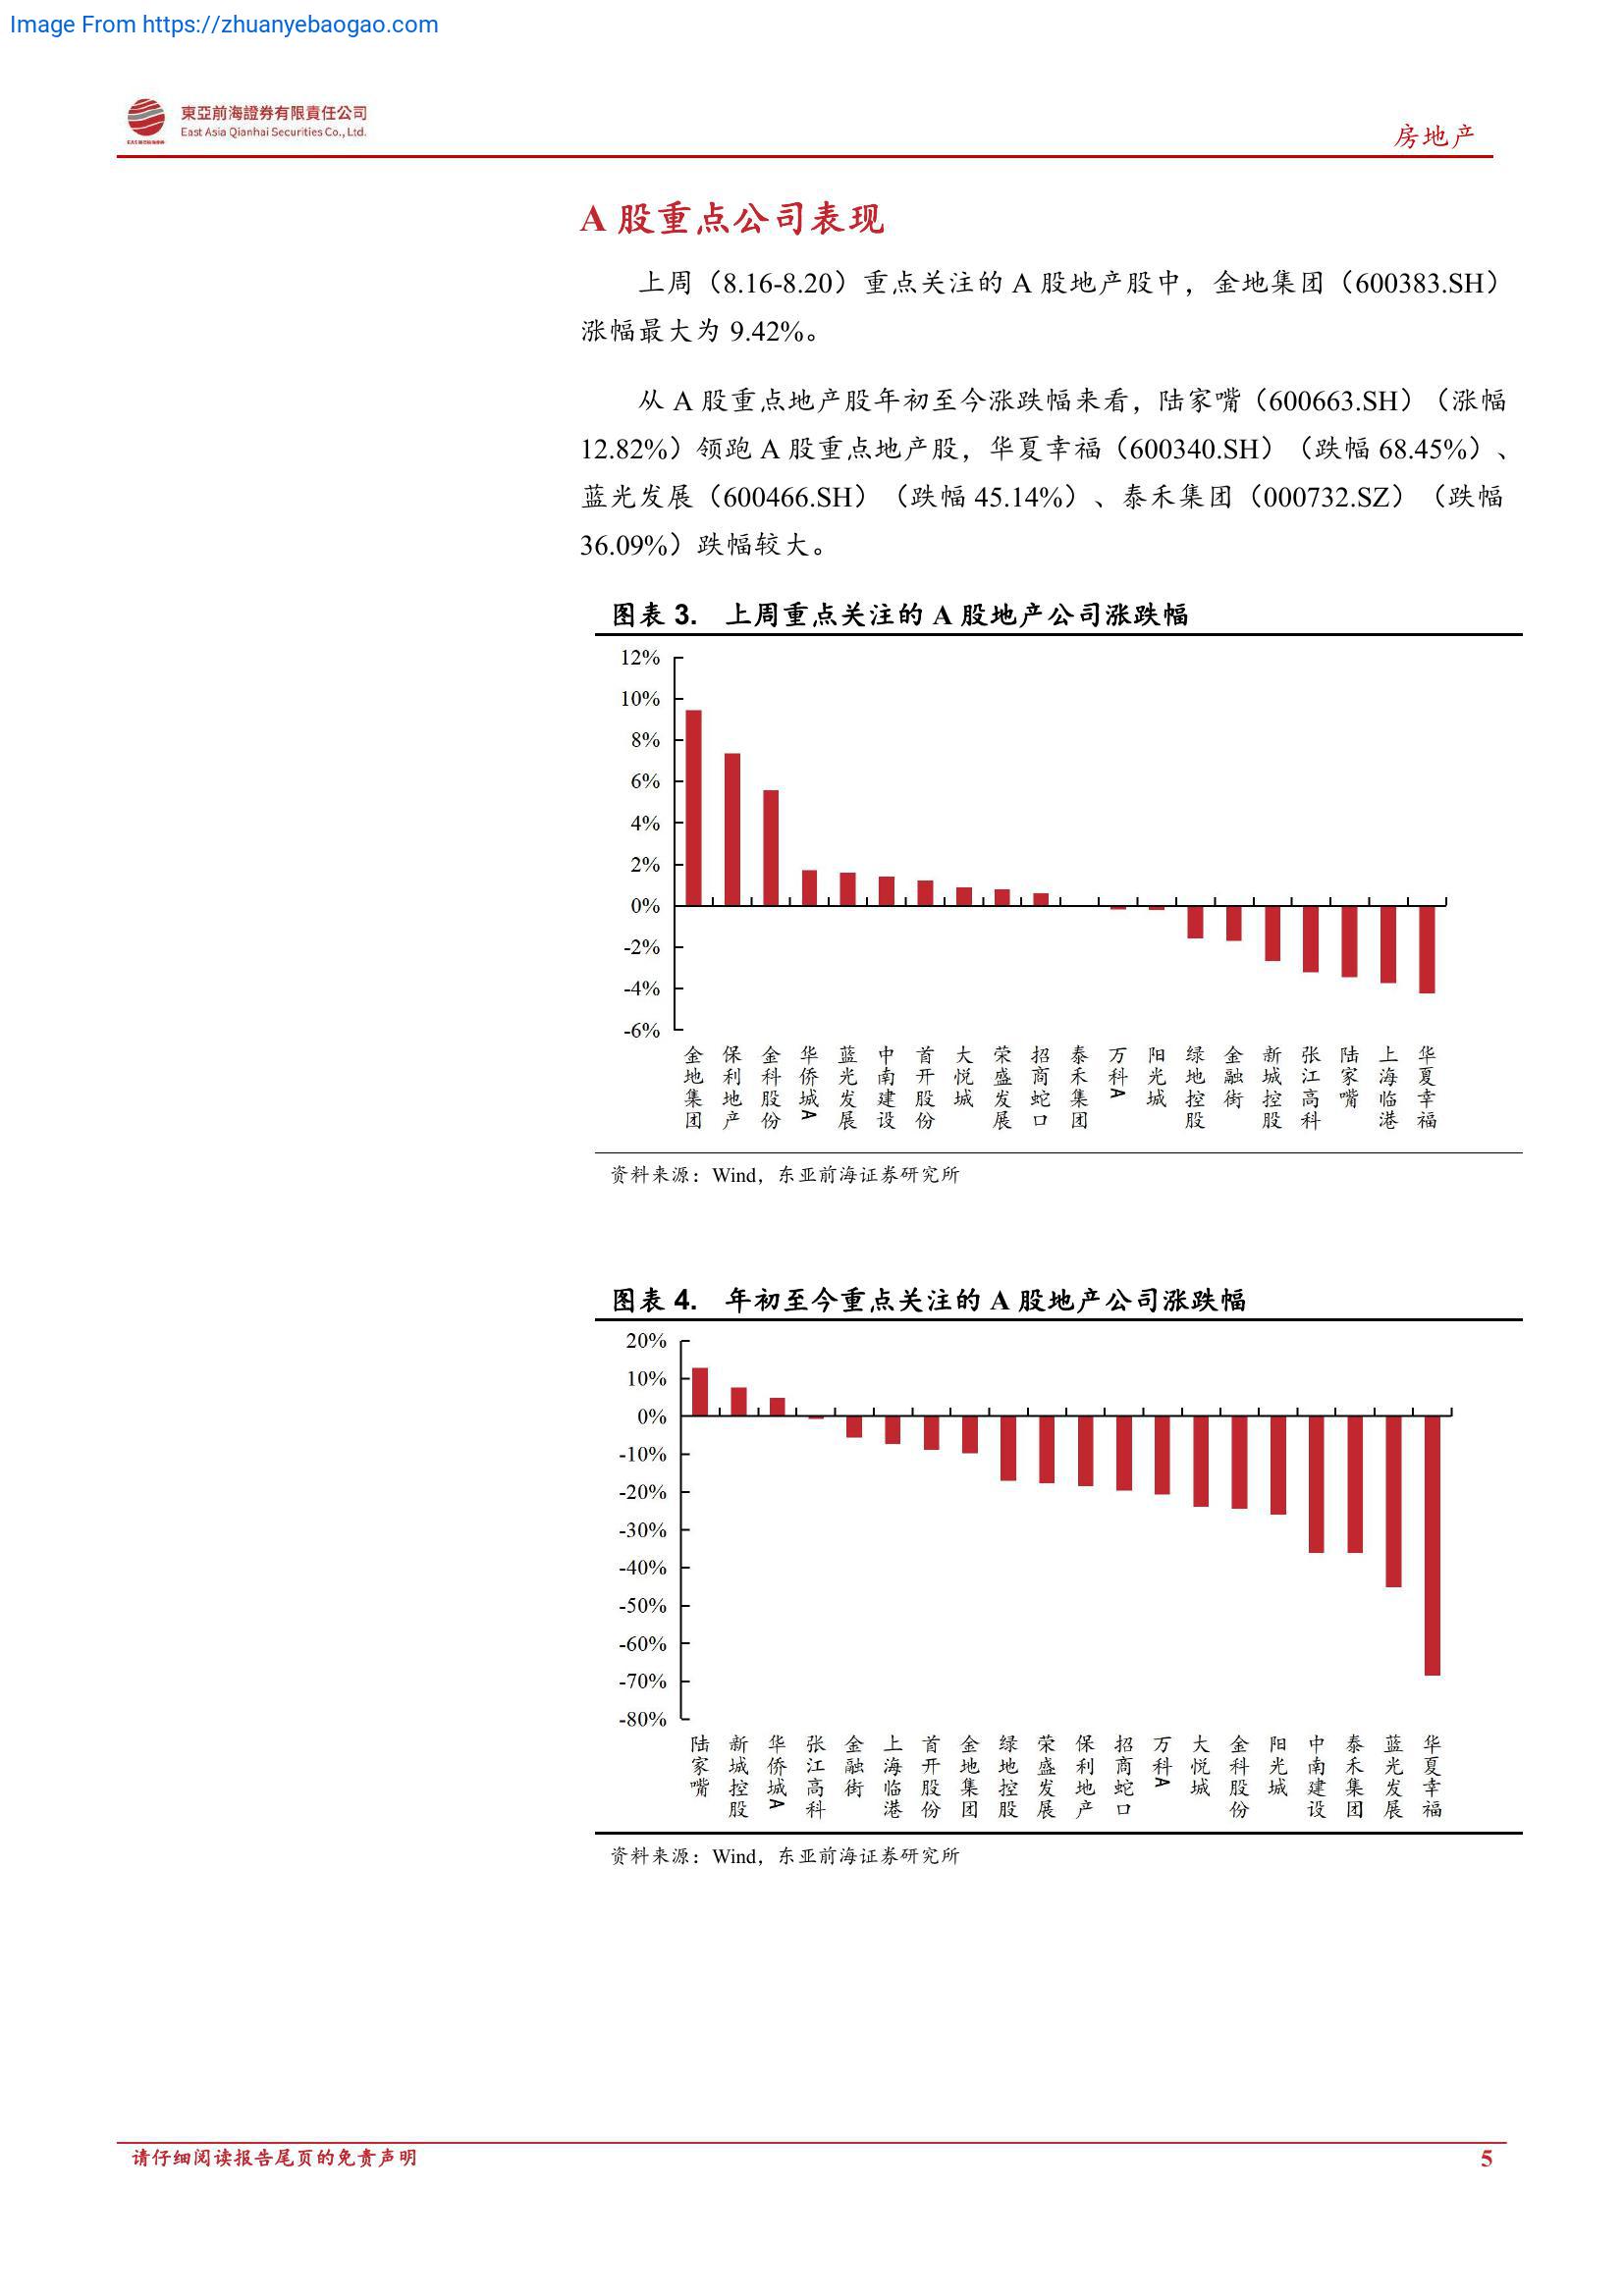 Image From https://zhuanyebaogao.com
東亞前海證券有限責任公司
East Asia Qianhai Securities Co., Ltd.
房地产
A 股重点公司表现
上周（8.16-8.20）重点关注的 A 股地产股中，金地集团（600383.SH）
涨幅最大为 9.42%。
从 A 股重点地产股年初至今涨跌幅来看，陆家嘴（600663.SH）（涨幅
12.82%）领跑 A 股重点地产股，华夏幸福（600340.SH）（跌幅 68.45%）、
蓝光发展（600466.SH）（跌幅 45.14%）、泰禾集团（000732.SZ）（跌幅
36.09%）跌幅较大。
图表 3. 上周重点关注的 A 股地产公司涨跌幅
12%
10%
8%
6%
4%
2%
0%
-2%
-4%
-6%
金地集团
保利地产
金科股份
华侨城A
蓝光发展
中南建设
首开股份
大悦城
荣盛发展
招商蛇口
泰禾集团
万科A
阳光城
绿地控股
金融街
新城控股
张江高科
陆家嘴
上海临港
华夏幸福
资料来源：Wind，东亚前海证券研究所
图表 4. 年初至今重点关注的 A 股地产公司涨跌幅
20%
10%
0%
-10%
-20%
-30%
-40%
-50%
-60%
-70%
-80%
陆家嘴
新城控股
华侨城A
张江高科
金融街
上海临港
首开股份
金地集团
绿地控股
荣盛发展
保利地产
招商蛇口
万科A
大悦城
金科股份
阳光城
中南建设
泰禾集团
蓝光发展
华夏幸福
资料来源：Wind，东亚前海证券研究所
请仔细阅读报告尾页的免责声明
5